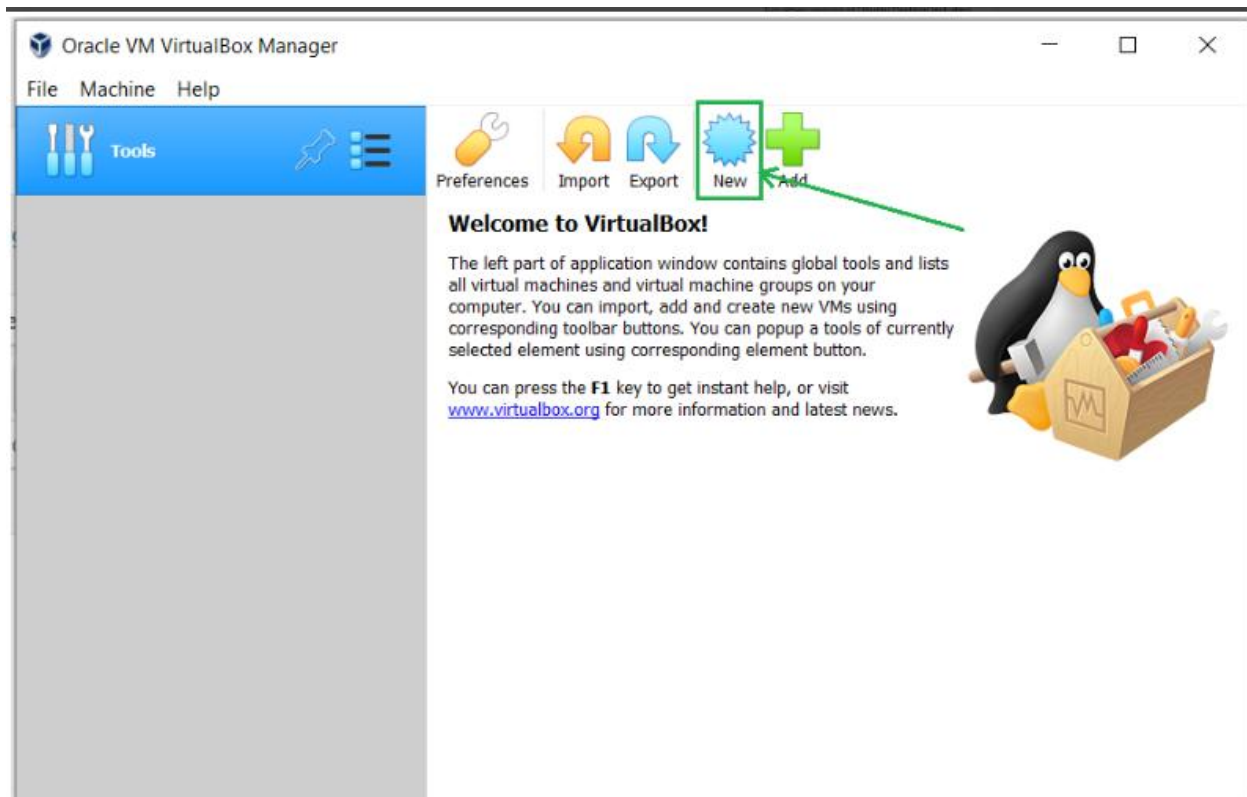 Oracle VM VirtualBox Manager
File Machine Help
Tools
Preferences Import Export New Add
Welcome to VirtualBox!
The left part of application window contains global tools and lists
all virtual machines and virtual machine groups on your
computer. You can import, add and create new VMs using
corresponding toolbar buttons. You can popup a tools of currently
selected element using corresponding element button.
You can press the F1 key to get instant help, or visit
www.virtualbox.org for more information and latest news.